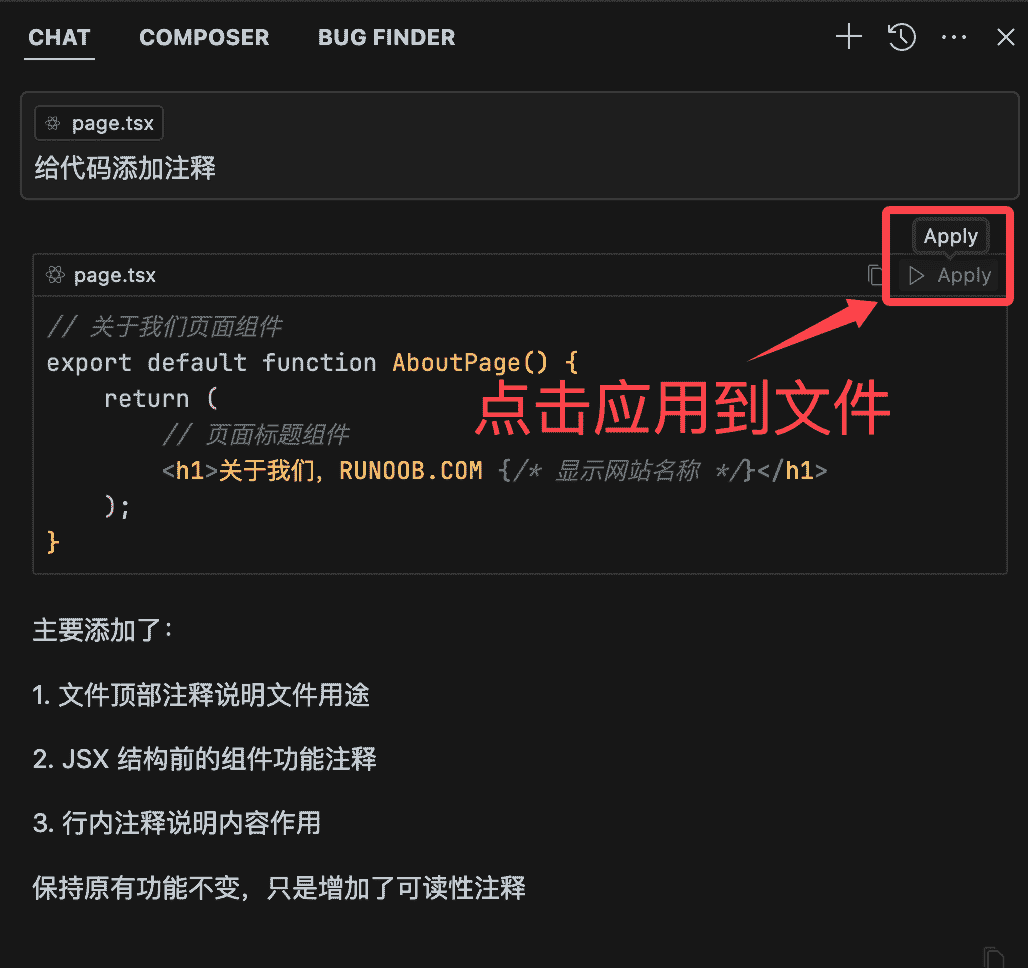 CHAT COMPOSER BUG FINDER
page.tsx
给代码添加注释
Apply
page.tsx
Apply
// 关于我们页面组件
export default function AboutPage() {
return (
点击应用到文件
// 页面标题组件
<h1>关于我们, RUNOOB.COM {/* 显示网站名称 */}</h1>
);
}
主要添加了：
1. 文件顶部注释说明文件用途
2. JSX 结构前的组件功能注释
3. 行内注释说明内容作用
保持原有功能不变，只是增加了可读性注释